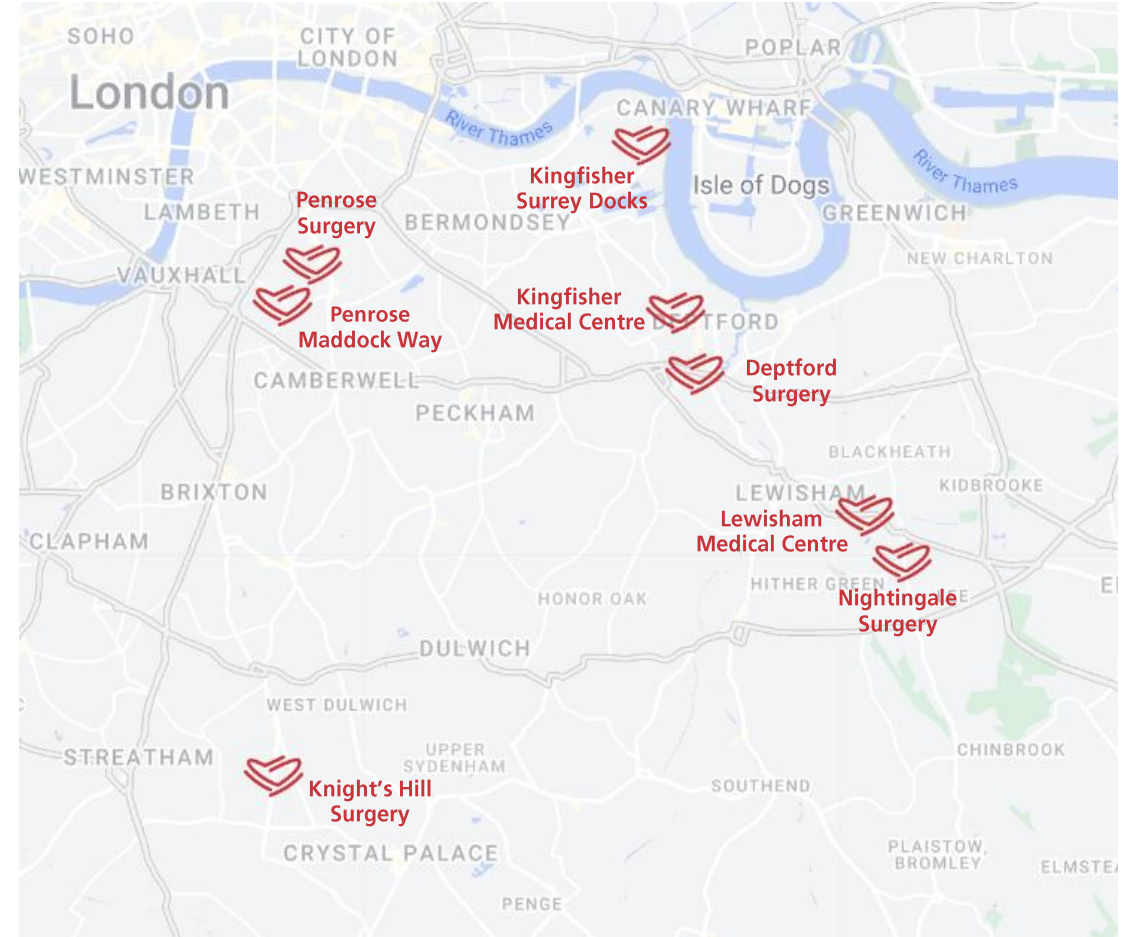 SOHO
CITY OF
LONDON
POPLAR
London
CANARY WHARF
River Thames
River Thames
WESTMINSTER
Kingfisher
Surrey Docks
Isle of Dogs
LAMBETH
Penrose
Surgery
BERMONDSEY
GREENWICH
NEW CHARLTON
VAUXHALL
Kingfisher
Medical Centre
DEPTFORD
Penrose
Maddock Way
Deptford
Surgery
CAMBERWELL
PECKHAM
BLACKHEATH
BRIXTON
LEWISHAM
KIDBROOKE
Lewisham
Medical Centre
CLAPHAM
HITHER GREEN
Nightingale
Surgery
HONOR OAK
DULWICH
WEST DULWICH
STREATHAM
UPPER
SYDENHAM
CHINBROOK
Knight's Hill
Surgery
SOUTHEND
CRYSTAL PALACE
PLAISTOW,
BROMLEY
PENGE